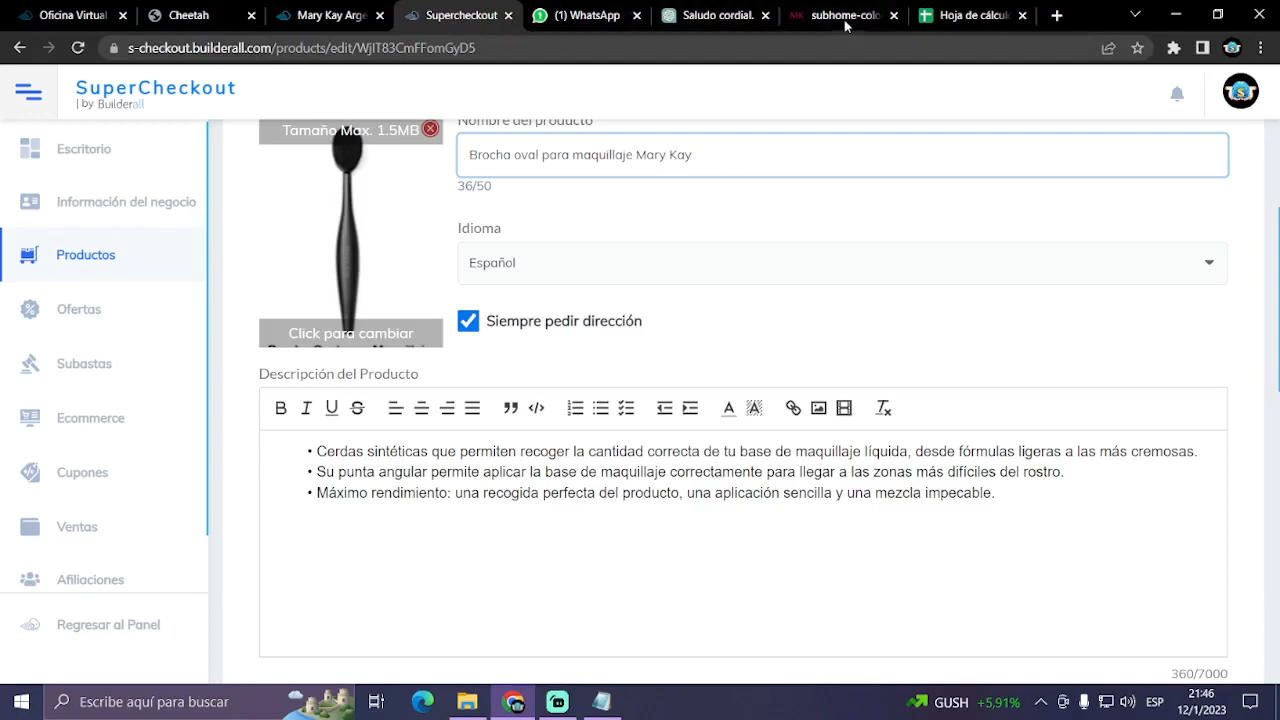 Oficina Virtual
Cheetah
Mary Kay Arge
Supercheckout
(1) WhatsApp
Saludo cordial.
MK subhome-colo
Hoja de cálcul
s-checkout.builderall.com/products/edit/WjIT83CmFFomGyD5
SuperCheckout
| by Builderall
Escritorio
Información del negocio
Productos
Ofertas
Subastas
Ecommerce
Cupones
Ventas
Afiliaciones
Regresar al Panel
Tamaño Max. 1.5MB
Click para cambiar
Nombre del producto
Brocha oval para maquillaje Mary Kay
36/50
Idioma
Español
Siempre pedir dirección
Descripción del Producto
• Cerdas sintéticas que permiten recoger la cantidad correcta de tu base de maquillaje líquida, desde fórmulas ligeras a las más cremosas.
• Su punta angular permite aplicar la base de maquillaje correctamente para llegar a las zonas más difíciles del rostro.
• Máximo rendimiento: una recogida perfecta del producto, una aplicación sencilla y una mezcla impecable.
360/7000
Escribe aquí para buscar
GUSH +5,91%
ESP
21:46
12/1/2023